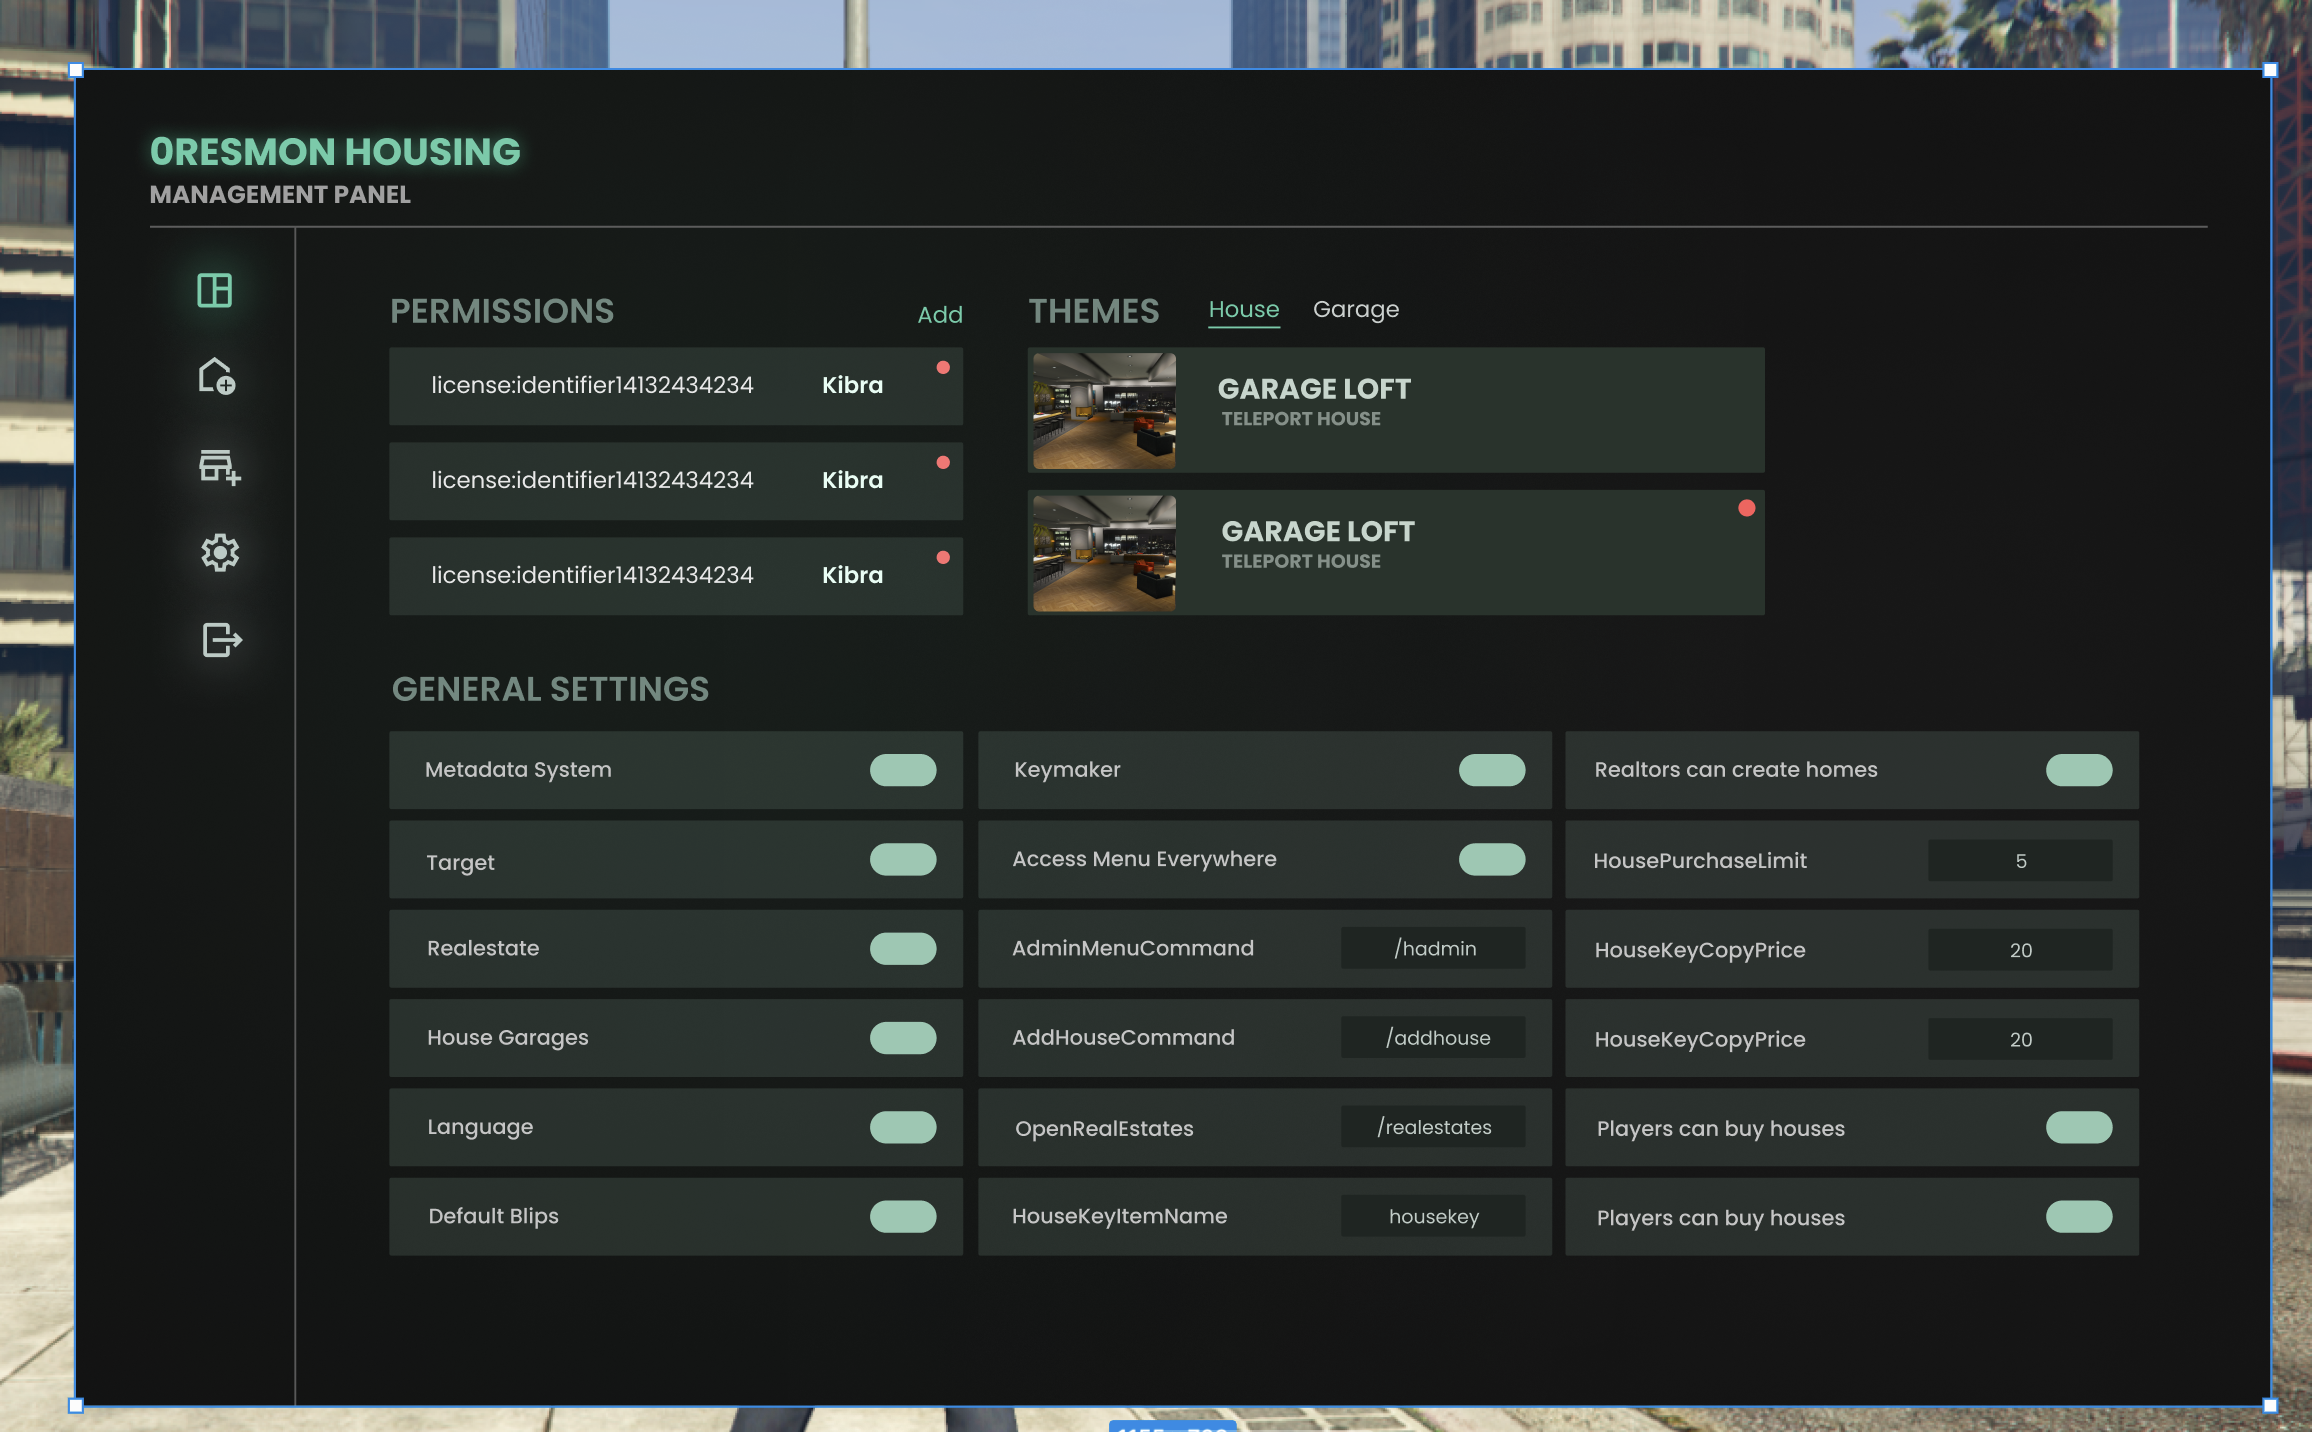 0RESMON HOUSING
MANAGEMENT PANEL
PERMISSIONS
Add
license:identifier14132434234 Kibra
license:identifier14132434234 Kibra
license:identifier14132434234 Kibra
THEMES House Garage
GARAGE LOFT
TELEPORT HOUSE
GARAGE LOFT
TELEPORT HOUSE
GENERAL SETTINGS
Metadata System
Keymaker
Realtors can create homes
Target
Access Menu Everywhere
HousePurchaseLimit 5
Realestate
AdminMenuCommand /hadmin
HouseKeyCopyPrice 20
House Garages
AddHouseCommand /addhouse
HouseKeyCopyPrice 20
Language
OpenRealEstates /realestates
Players can buy houses
Default Blips
HouseKeyItemName housekey
Players can buy houses